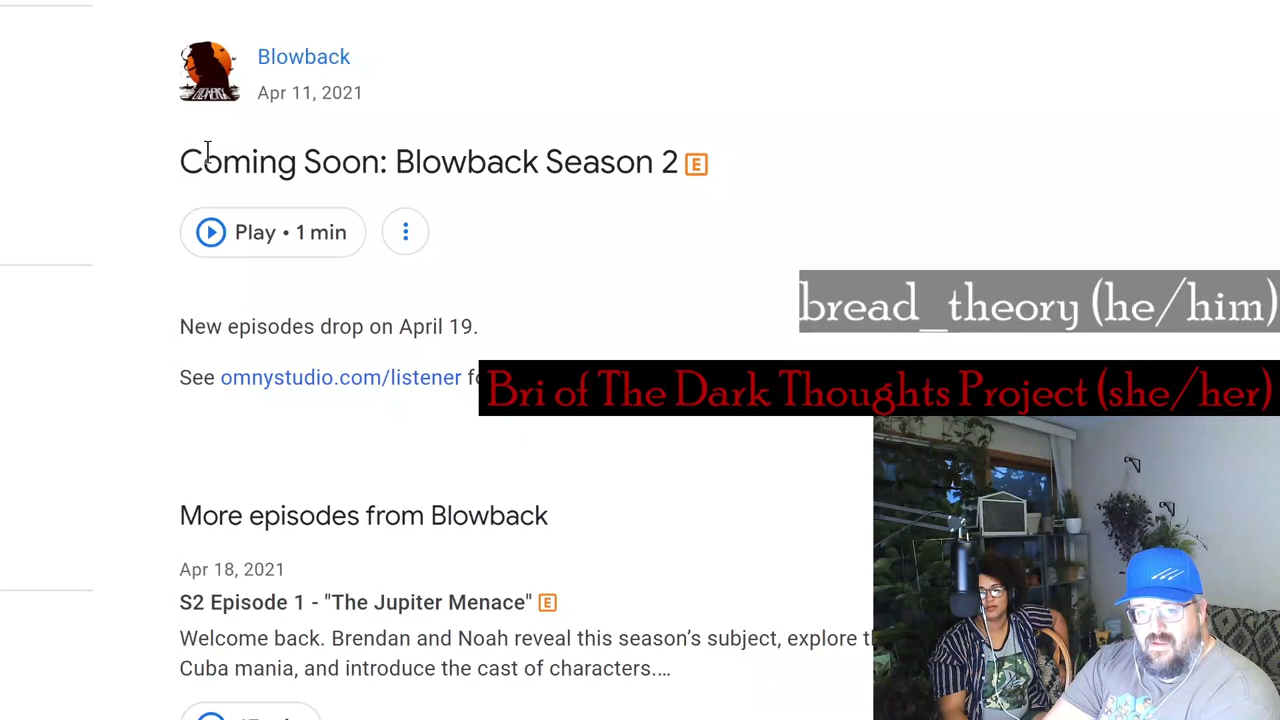 Blowback
Apr 11, 2021
Coming Soon: Blowback Season 2 E
Play • 1 min
New episodes drop on April 19.
See omnystudio.com/listener
bread_theory (he/him)
Bri of The Dark Thoughts Project (she/her)
More episodes from Blowback
Apr 18, 2021
S2 Episode 1 - "The Jupiter Menace" E
Welcome back. Brendan and Noah reveal this season's subject, explore
Cuba mania, and introduce the cast of characters....